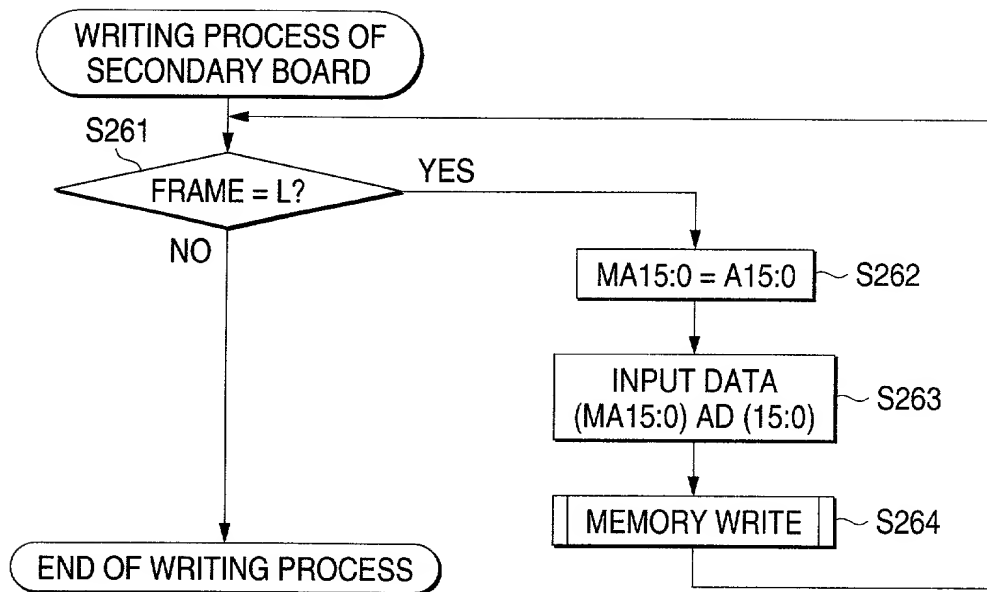 WRITING PROCESS OF
SECONDARY BOARD
S261
FRAME = L?
YES
NO
MA15:0 = A15:0
S262
INPUT DATA
(MA15:0) AD (15:0)
S263
MEMORY WRITE
S264
END OF WRITING PROCESS